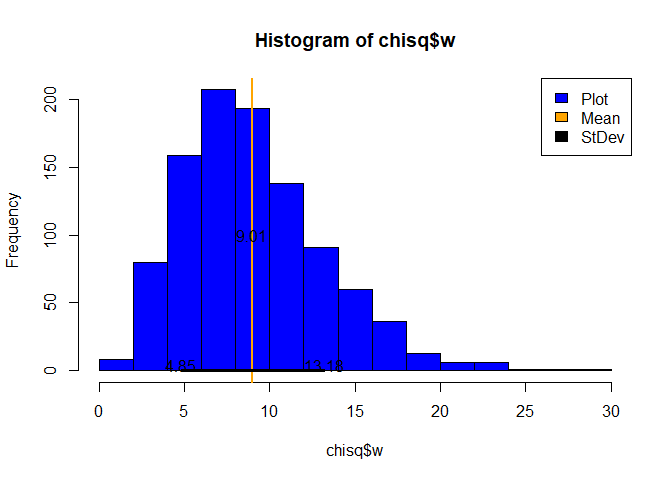 Histogram of chisq$w
Plot
Mean
StDev
Frequency
200
150
100
50
0
9.01
4.85
13.16
0 5 10 15 20 25 30
chisq$w